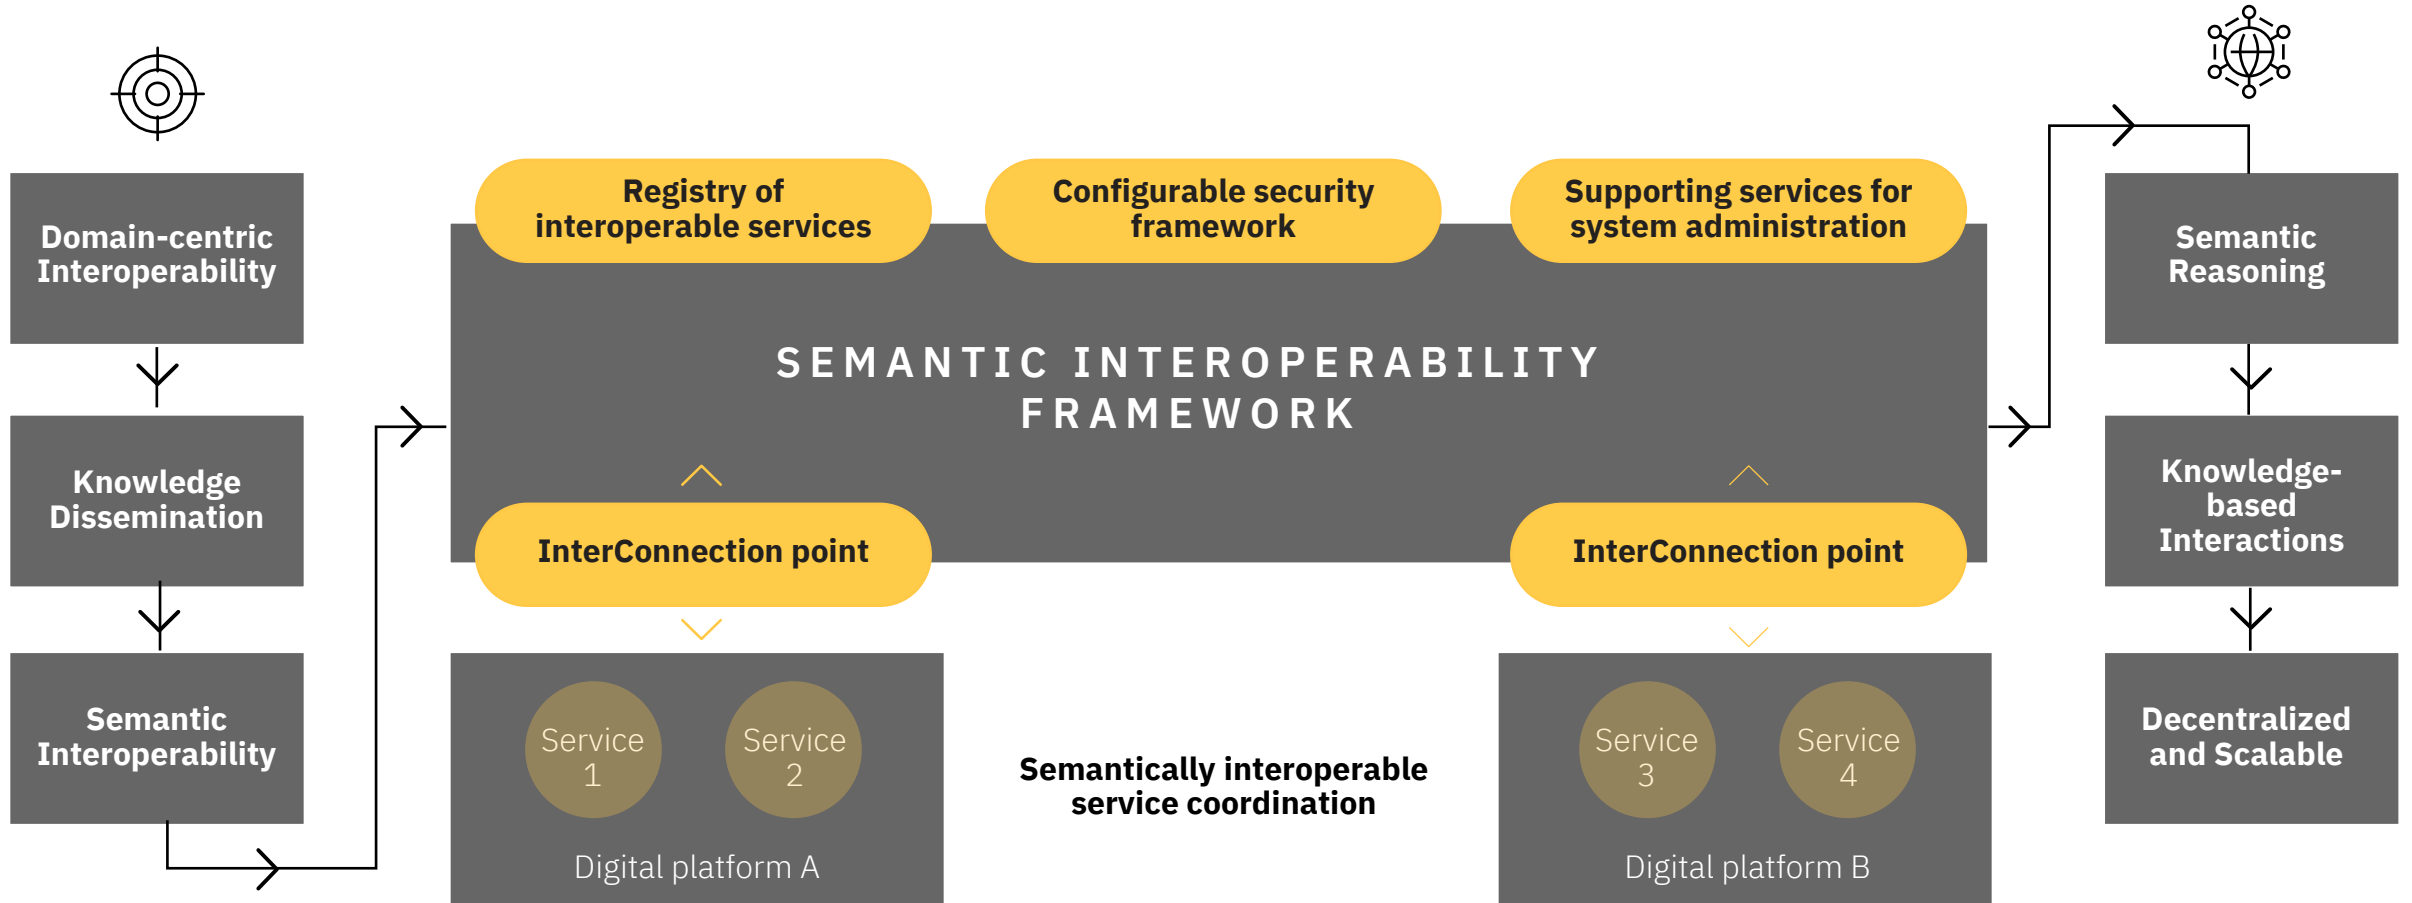 Domain-centric
Interoperability
Knowledge
Dissemination
Semantic
Interoperability
Registry of
interoperable services
Configurable security
framework
Supporting services for
system administration
SEMANTIC INTEROPERABILITY
FRAMEWORK
InterConnection point
InterConnection point
Service
1
Service
2
Digital platform A
Semantically interoperable
service coordination
Service
3
Service
4
Digital platform B
Semantic
Reasoning
Knowledge-
based
Interactions
Decentralized
and Scalable